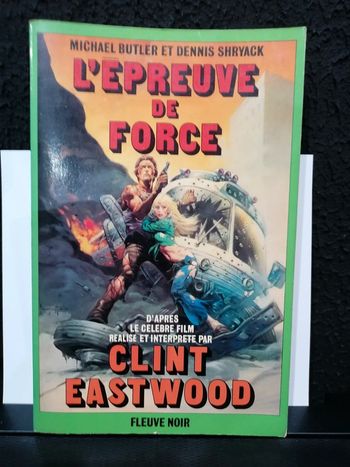 MICHAEL BUTLER ET DENNIS SHRYACK
L'EPREUVE
DE
FORCE
D'APRÈS
LE CELEBRE FILM
REALISE ET INTERPRETE PAR
CLINT
EASTWOOD
FLEUVE NOIR